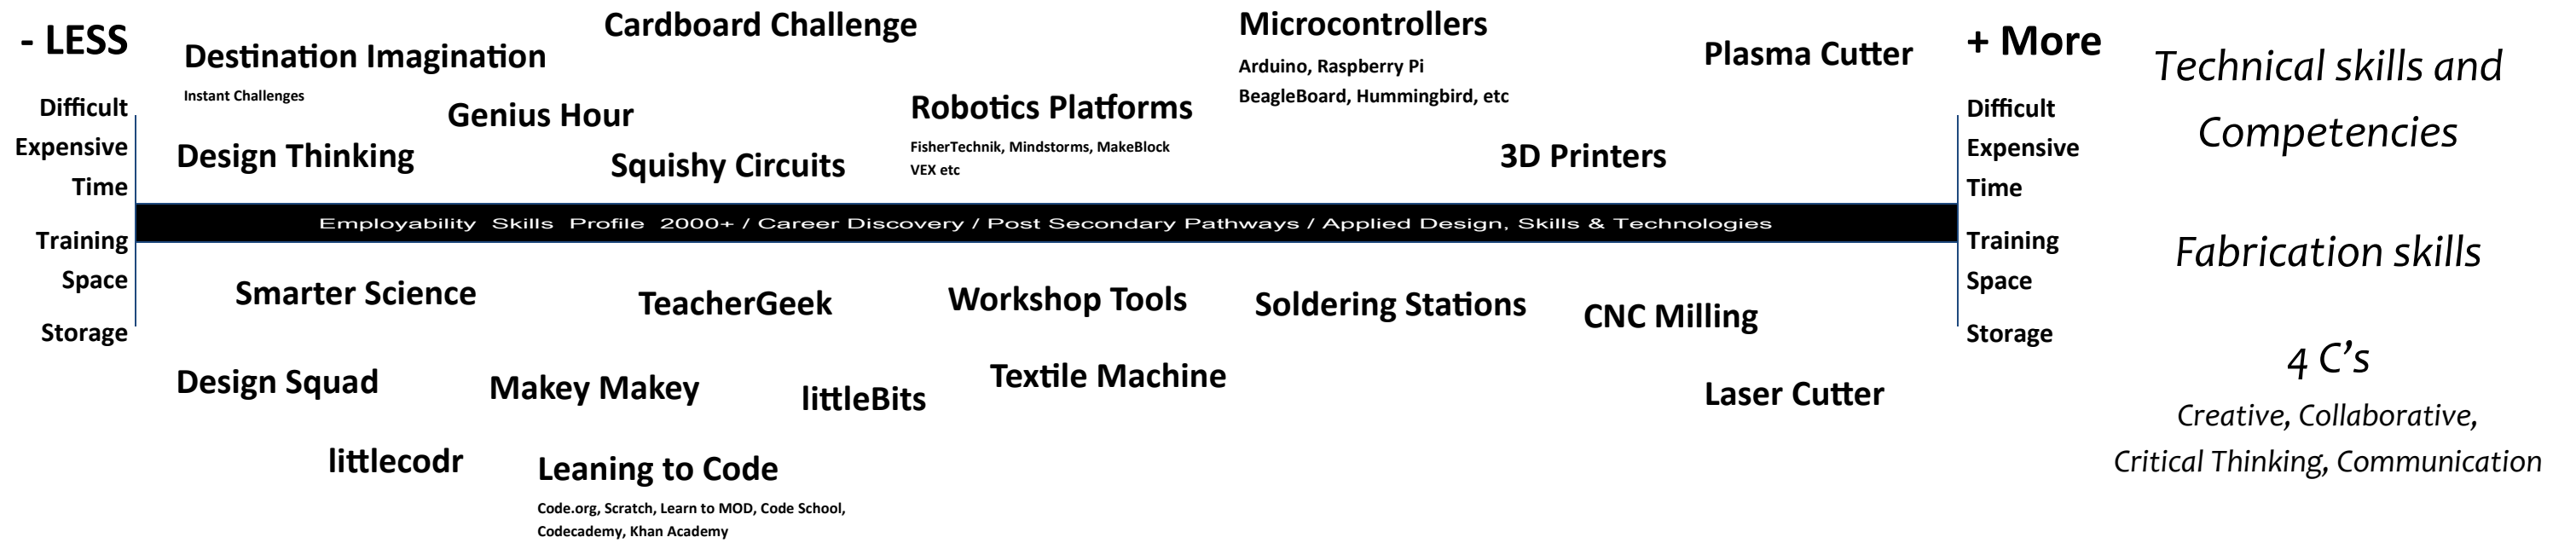 - LESS
Difficult
Expensive
Time
Training
Space
Storage
Destination Imagination
Instant Challenges
Cardboard Challenge
Genius Hour
Design Thinking
Squishy Circuits
Robotics Platforms
FisherTechnik, Mindstorms, MakeBlock
VEX etc
Microcontrollers
Arduino, Raspberry Pi
BeagleBoard, Hummingbird, etc
3D Printers
Plasma Cutter
Employability Skills Profile 2000+ / Career Discovery / Post Secondary Pathways / Applied Design, Skills & Technologies
Smarter Science
TeacherGeek
Workshop Tools
Soldering Stations
CNC Milling
Design Squad
Makey Makey
littleBits
Textile Machine
Laser Cutter
littlecodr
Leaning to Code
Code.org, Scratch, Learn to MOD, Code School,
Codecademy, Khan Academy
+ More
Difficult
Expensive
Time
Training
Space
Storage
Technical skills and
Competencies
Fabrication skills
4 C’s
Creative, Collaborative,
Critical Thinking, Communication